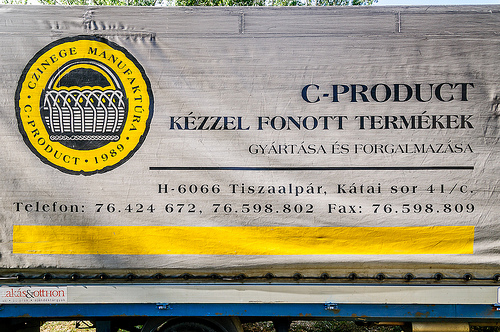 CZINEGE MANUFAKTÚRA
C-PRODUCT • 1989
C-PRODUCT
KÉZZEL FONOTT TERMÉKEK
GYÁRTÁSA ÉS FORGALMAZÁSA
H-6066 Tiszaalpár, Kátai sor 41/c.
Telefon: 76.424 672, 76.598.802 Fax: 76.598.809
akás&otthon